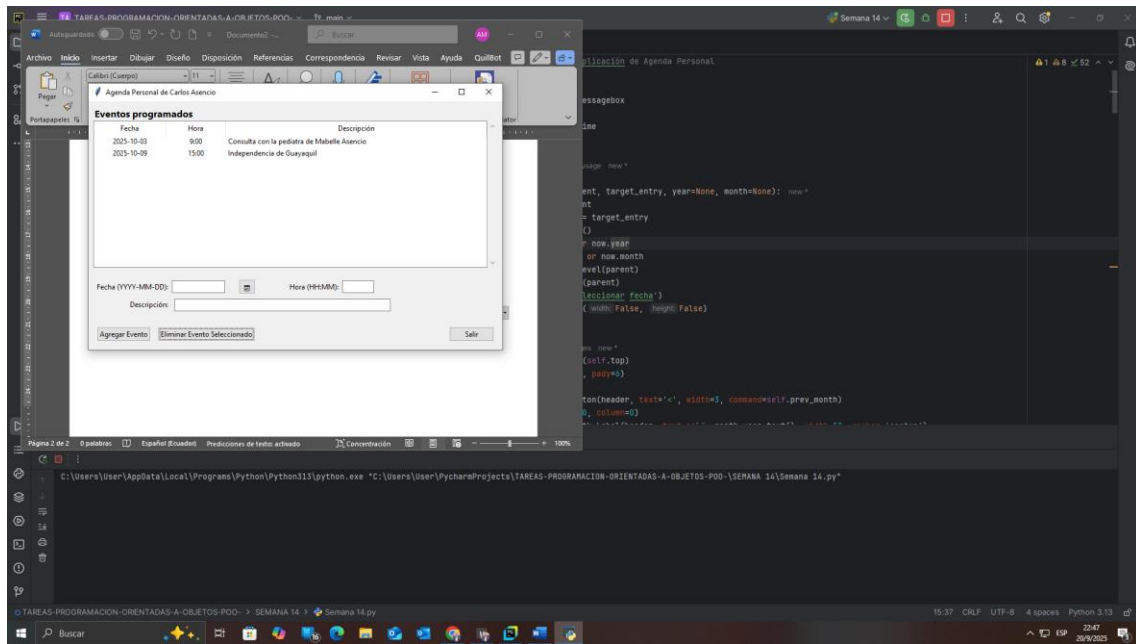 TAREAS-PROGRAMACION-ORIENTADAS-A-OBJETOS-POO- main
Semana 14
Autoguardado Documento2 -... Buscar AM
Archivo Inicio Insertar Dibujar Diseño Disposición Referencias Correspondencia Revisar Vista Ayuda QuillBot
Pegar
Portapapeles
Calibri (Cuerpo) 11
Agenda Personal de Carlos Asencio
Eventos programados
Fecha Hora Descripción
2025-10-03 9:00 Consulta con la pediatra de Mabelle Asencio
2025-10-09 15:00 Independencia de Guayaquil
Fecha (YYYY-MM-DD): Hora (HH:MM):
Descripción:
Agregar Evento Eliminar Evento Seleccionado Salir
Página 2 de 2 0 palabras Español (Ecuador) Predicciones de texto: activado Concentración 100%
plicación de Agenda Personal
1 8 52
essagebox
ime
usage new *
ent, target_entry, year=None, month=None): new *
nt
= target_entry
()
r now.year
or now.month
evel(parent)
(parent)
leccionar fecha')
( width: False, height: False)
es new *
(self.top)
, pady=6)
ton(header, text='<', width=3, command=self.prev_month)
0, column=0)
C:\Users\User\AppData\Local\Programs\Python\Python313\python.exe "C:\Users\User\PycharmProjects\TAREAS-PROGRAMACION-ORIENTADAS-A-OBJETOS-POO-\SEMANA 14\Semana 14.py"
TAREAS-PROGRAMACION-ORIENTADAS-A-OBJETOS-POO- > SEMANA 14 > Semana 14.py
15:37 CRLF UTF-8 4 spaces Python 3.13
Buscar
ESP 22:47
20/9/2025